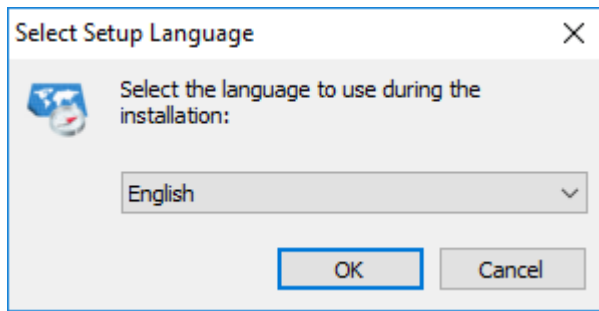 Select Setup Language
Select the language to use during the
installation:
English
OK
Cancel